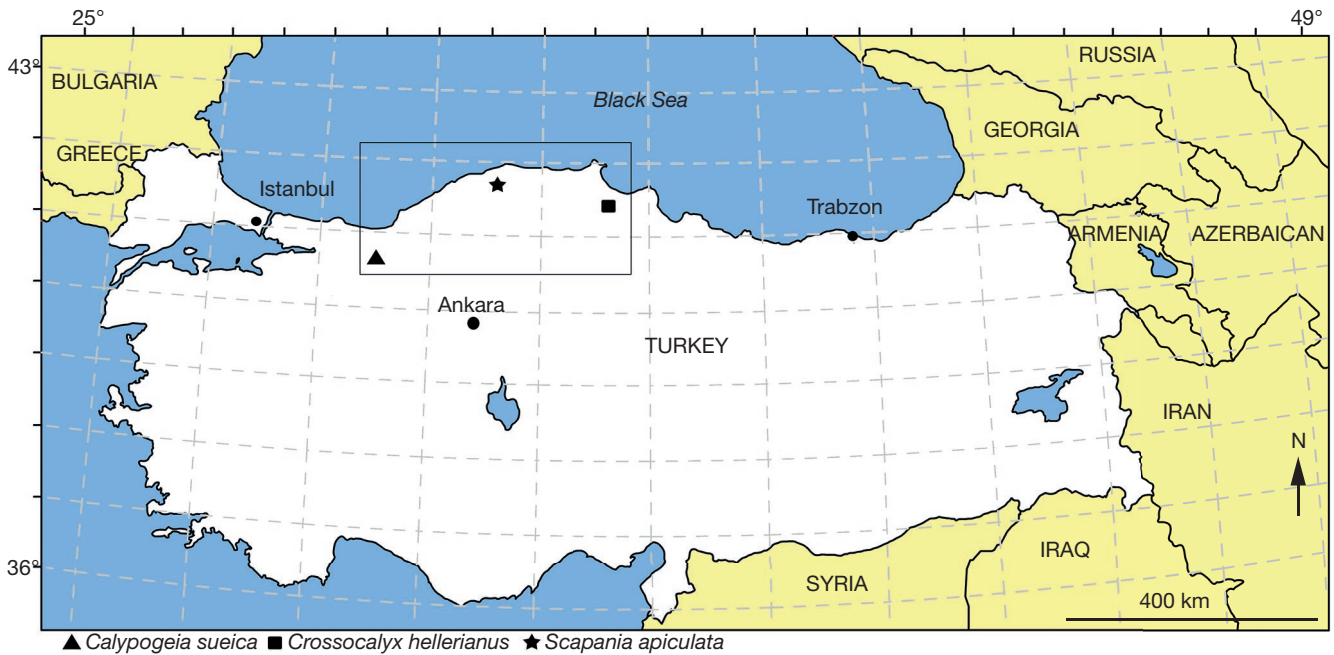 25° 49°
43°
BULGARIA
RUSSIA
Black Sea
GEORGIA
GREECE
Istanbul
Trabzon
ARMENIA AZERBAICAN
Ankara
TURKEY
IRAN
N
36°
IRAQ
SYRIA
400 km
Calypogeia sueica Crossocalyx hellerianus Scapania apiculata